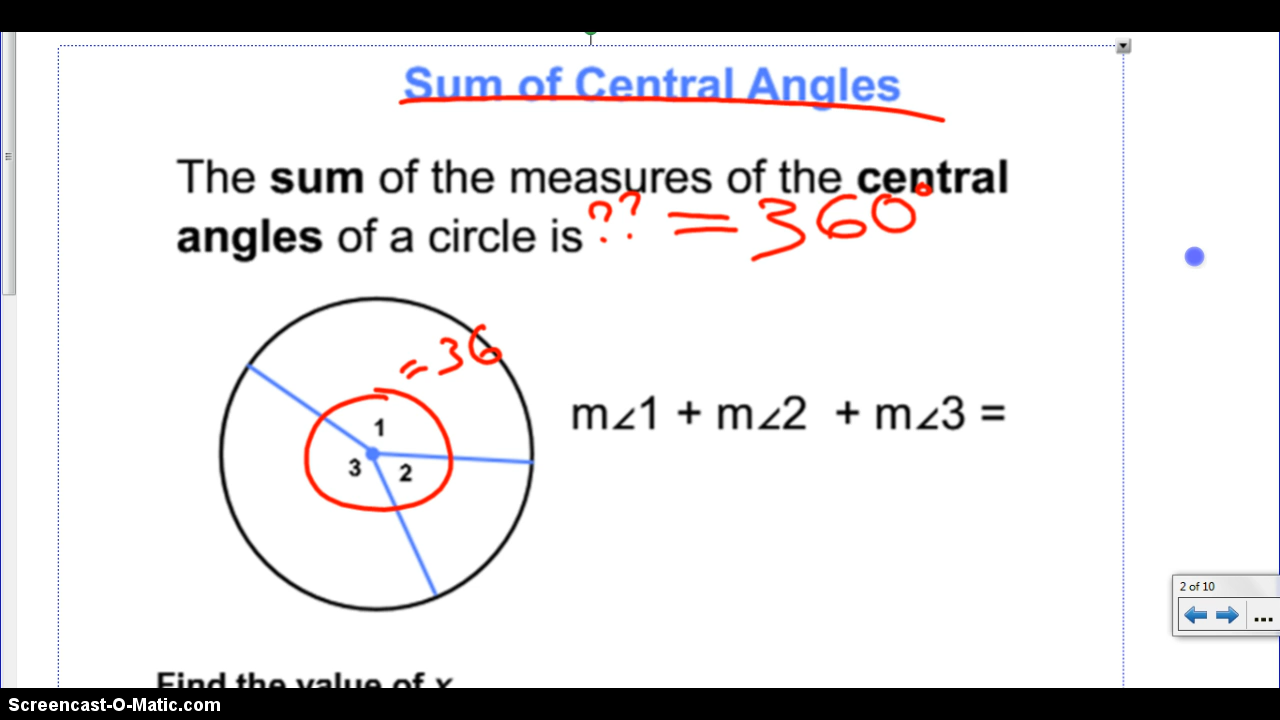 Sum of Central Angles
The sum of the measures of the central
angles of a circle is ?? = 360°
= 36
1
3 2
m∠1 + m∠2 + m∠3 =
2 of 10
...
Find the value of x
Screencast-O-Matic.com